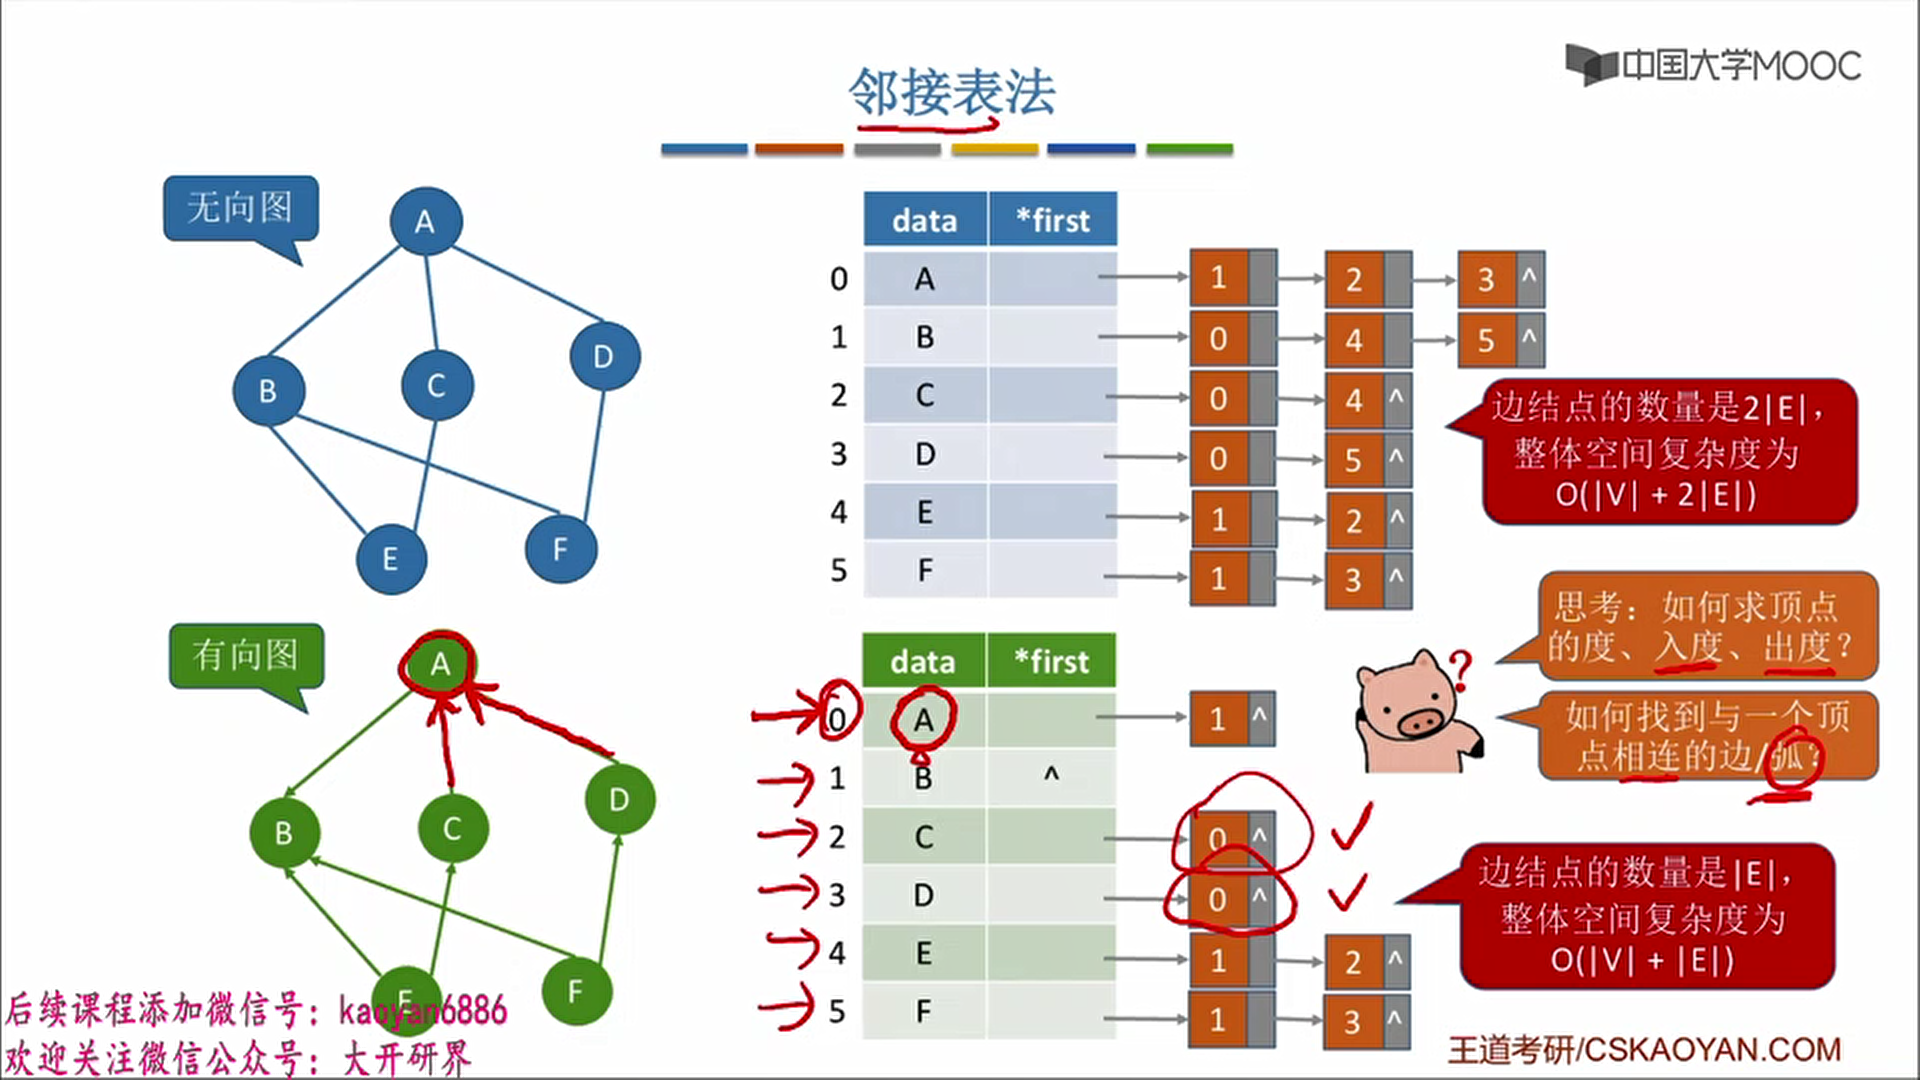 中国大学MOOC
邻接表法
无向图
A
B
C
D
E
F
data *first
0 A 1 2 3 ^
1 B 0 4 5 ^
2 C 0 4 ^
3 D 0 5 ^
4 E 1 2 ^
5 F 1 3 ^
边结点的数量是2|E|，
整体空间复杂度为
O(|V| + 2|E|)
思考：如何求顶点
的度、入度、出度？
如何找到与一个顶
点相连的边/弧？
?
有向图
A
B
C
D
E
F
data *first
0 A 1 ^
1 B ^
2 C 0 ^
3 D 0 ^
4 E 1 2 ^
5 F 1 3 ^
边结点的数量是|E|，
整体空间复杂度为
O(|V| + |E|)
后续课程添加微信号：kaoyan6886
欢迎关注微信公众号：大开研界
王道考研/CSKAOYAN.COM